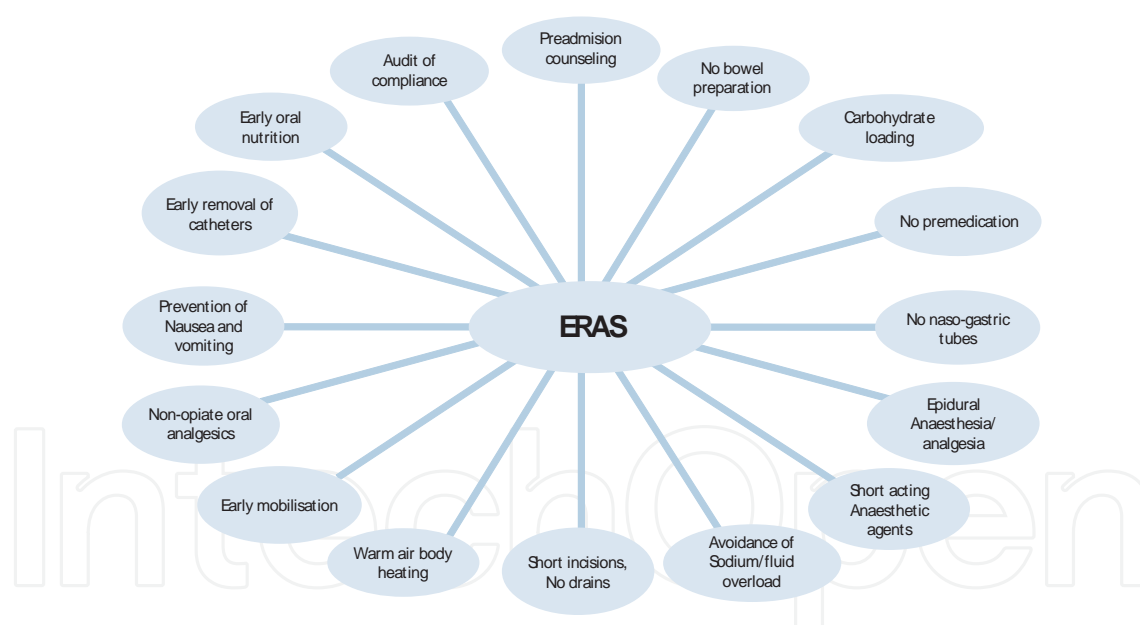 Preadmision
counseling
No bowel
preparation
Carbohydrate
loading
No premedication
No naso-gastric
tubes
Epidural
Anaesthesia/
analgesia
Short acting
Anaesthetic
agents
Avoidance of
Sodium/fluid
overload
Short incisions,
No drains
Warm air body
heating
Early mobilisation
Non-opiate oral
analgesics
Prevention of
Nausea and
vomiting
Early removal of
catheters
Early oral
nutrition
Audit of
compliance
ERAS
IntechOpen